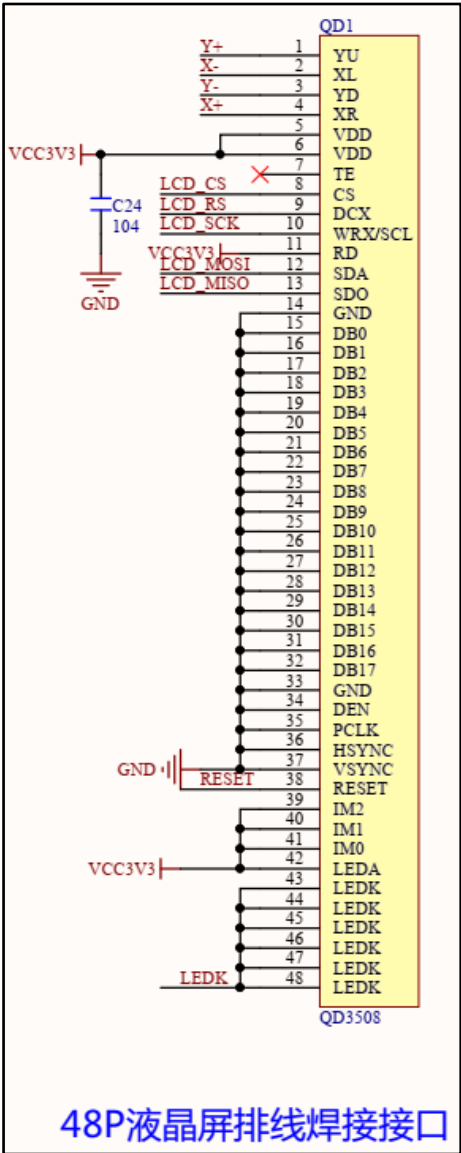 QD1
Y+ 1 YU
X- 2 XL
Y- 3 YD
X+ 4 XR
5 VDD
VCC3V3 6 VDD
7 TE
LCD_CS 8 CS
C24 LCD_RS 9 DCX
104 LCD_SCK 10 WRX/SCL
VCC3V3 11 RD
LCD_MOSI 12 SDA
GND LCD_MISO 13 SDO
14 GND
15 DB0
16 DB1
17 DB2
18 DB3
19 DB4
20 DB5
21 DB6
22 DB7
23 DB8
24 DB9
25 DB10
26 DB11
27 DB12
28 DB13
29 DB14
30 DB15
31 DB16
32 DB17
33 GND
34 DEN
35 PCLK
36 HSYNC
GND 37 VSYNC
RESET 38 RESET
39 IM2
40 IM1
41 IM0
VCC3V3 42 LEDA
43 LEDK
44 LEDK
45 LEDK
46 LEDK
47 LEDK
LEDK 48 LEDK
QD3508
48P液晶屏排线焊接接口